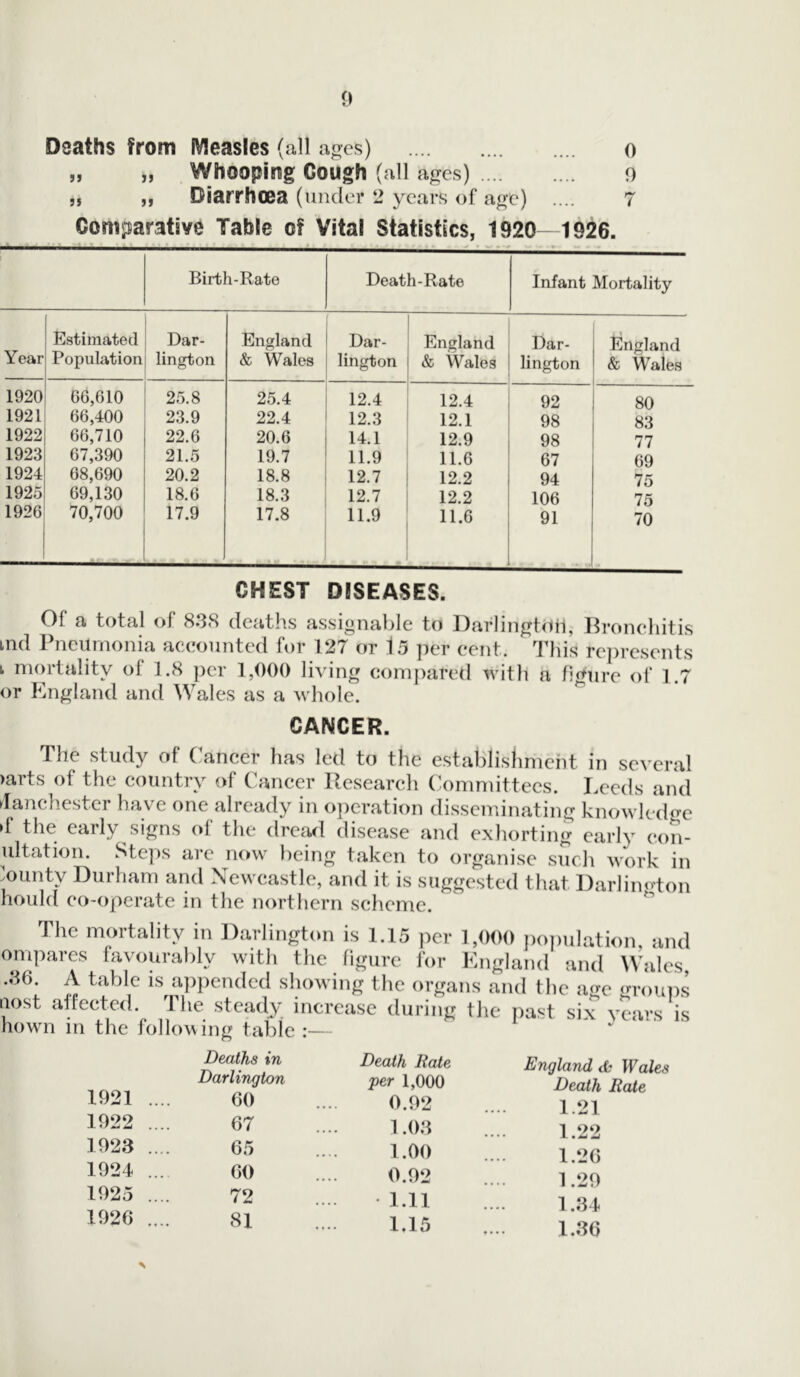 9
Deaths from Measles (all ages) .... .... .... 0
„ „ Whooping Cough (all ages) .... .... 9
„ „ Diarrhœa (under 2 years of age) .... 7
Comparative Table of Vital Statistics, 1920—1926.
Birth-Rate Death-Rate Infant Mortality
Year Estimated Population Dar-lington England & Wales Dar-lington England & Wales Dar-lington England & Wales
1920 66,610 25.8 25.4 12.4 12.4 92 80
1921 66,400 23.9 22.4 12.3 12.1 98 83
1922 66,710 22.6 20.6 14.1 12.9 98 77
1923 67,390 21.5 19.7 11.9 11.6 67 69
1924 68,690 20.2 18.8 12.7 12.2 94 75
1925 69,130 18.6 18.3 12.7 12.2 106 75
1926 70,700 17.9 17.8 11.9 11.6 91 70
CHEST DISEASES.
Of a total of 838 deaths assignable to Darlington, Bronchitis
ind Pneumonia accounted for 127 or 15 per cent. This represents
mortality of 1.8 per 1,000 living compared with a figure of 1.7
or England and Wales as a whole.
CANCER.
The study of Cancer has led to the establishment in several
arts of the country of Cancer Research Committees. Leeds and
Manchester have one already in operation disseminating knowledge
f the early signs of the dread disease and exhorting early con-
ultation. Steps are now being taken to organise such work in
ounty Durham and Newcastle, and it is suggested that Darlington
hould co-operate in the northern scheme.
The mortality in Darlington is 1.15 per 1,000 population, and
ompares favourably with the figure for England and Wales,
.36. A table is appended showing the organs and the age groups
nost affected. The steady increase during the past six years is
hown in the following table :—
Deaths in Darlington Death Rate per 1,000 England & Wales Death Rate
1921 .... 60 .... 0.92 .... 1.21
1922 .... 67 .... 1.03 .... 1.22
1923 .... 65 .... 1.00 .... 1.26
1924 .... 60 .... 0.92 .... 1.29
1925 .... 72 .... 1.11 .... 1.34
1926 .... 81 .... 1.15 .... 1.36